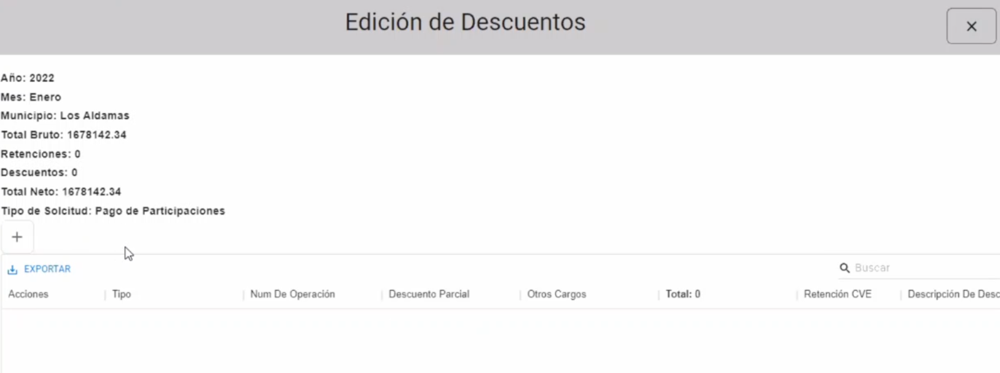 Edición de Descuentos
Año: 2022
Mes: Enero
Municipio: Los Aldamas
Total Bruto: 1678142.34
Retenciones: 0
Descuentos: 0
Total Neto: 1678142.34
Tipo de Solcitud: Pago de Participaciones
EXPORTAR
Buscar
Acciones Tipo Num De Operación Descuento Parcial Otros Cargos Total: 0 Retención CVE Descripción De Desc